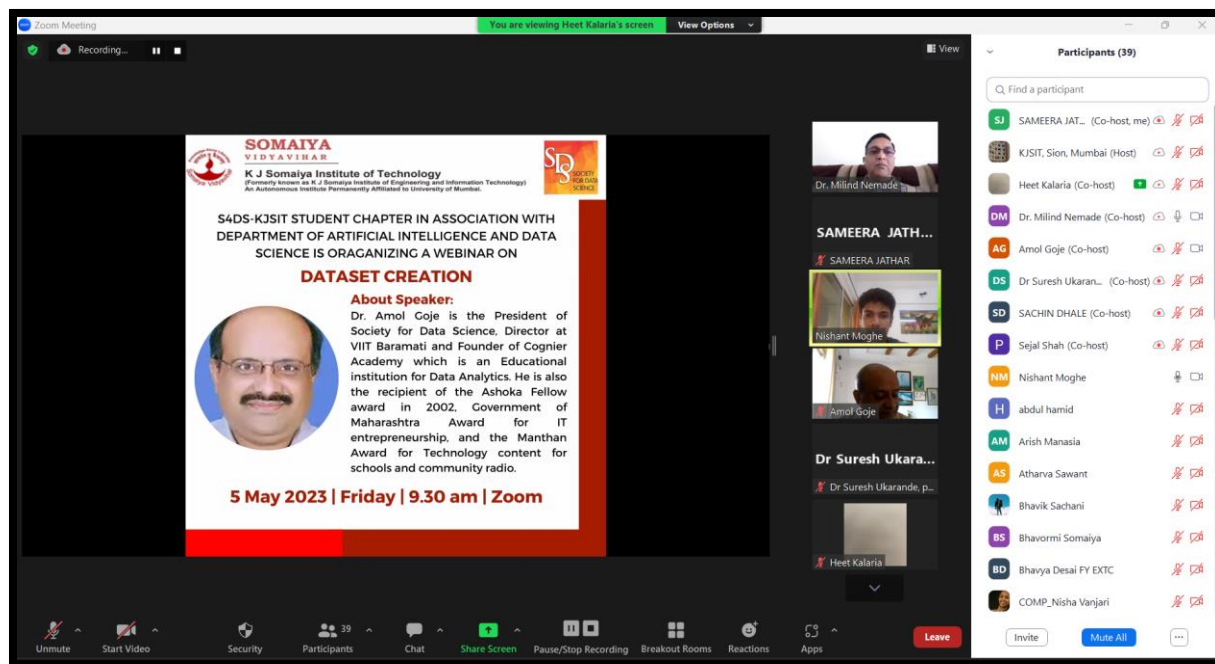 Zoom Meeting
You are viewing Heet Kalaria's screen
View Options
Recording...
View
SOMAIYA
VIDYAVIHAR
K J Somaiya Institute of Technology
(Formerly known as K J Somaiya Institute of Engineering and Information Technology)
An Autonomous Institute Permanently Affiliated to University of Mumbai.
SDS
SOCIETY
FOR DATA
SCIENCE
S4DS-KJSIT STUDENT CHAPTER IN ASSOCIATION WITH
DEPARTMENT OF ARTIFICIAL INTELLIGENCE AND DATA
SCIENCE IS ORAGANIZING A WEBINAR ON
DATASET CREATION
About Speaker:
Dr. Amol Goje is the President of
Society for Data Science, Director at
VIIT Baramati and Founder of Cognier
Academy which is an Educational
institution for Data Analytics. He is also
the recipient of the Ashoka Fellow
award in 2002, Government of
Maharashtra Award for IT
entrepreneurship, and the Manthan
Award for Technology content for
schools and community radio.
5 May 2023 | Friday | 9.30 am | Zoom
Dr. Milind Nemade
SAMEERA JATH...
SAMEERA JATHAR
Nishant Moghe
Amol Goje
Dr Suresh Ukara...
Dr Suresh Ukarande, p...
Heet Kalaria
Participants (39)
Find a participant
SJ SAMEERA JAT... (Co-host, me)
KJSIT, Sion, Mumbai (Host)
Heet Kalaria (Co-host)
DM Dr. Milind Nemade (Co-host)
AG Amol Goje (Co-host)
DS Dr Suresh Ukaran... (Co-host)
SD SACHIN DHALE (Co-host)
P Sejal Shah (Co-host)
NM Nishant Moghe
H abdul hamid
AM Arish Manasia
AS Atharva Sawant
Bhavik Sachani
BS Bhavormi Somaiya
BD Bhavya Desai FY EXTC
COMP_Nisha Vanjari
Invite
Mute All
Unmute
Start Video
Security
Participants 39
Chat
Share Screen
Pause/Stop Recording
Breakout Rooms
Reactions
Apps
Leave